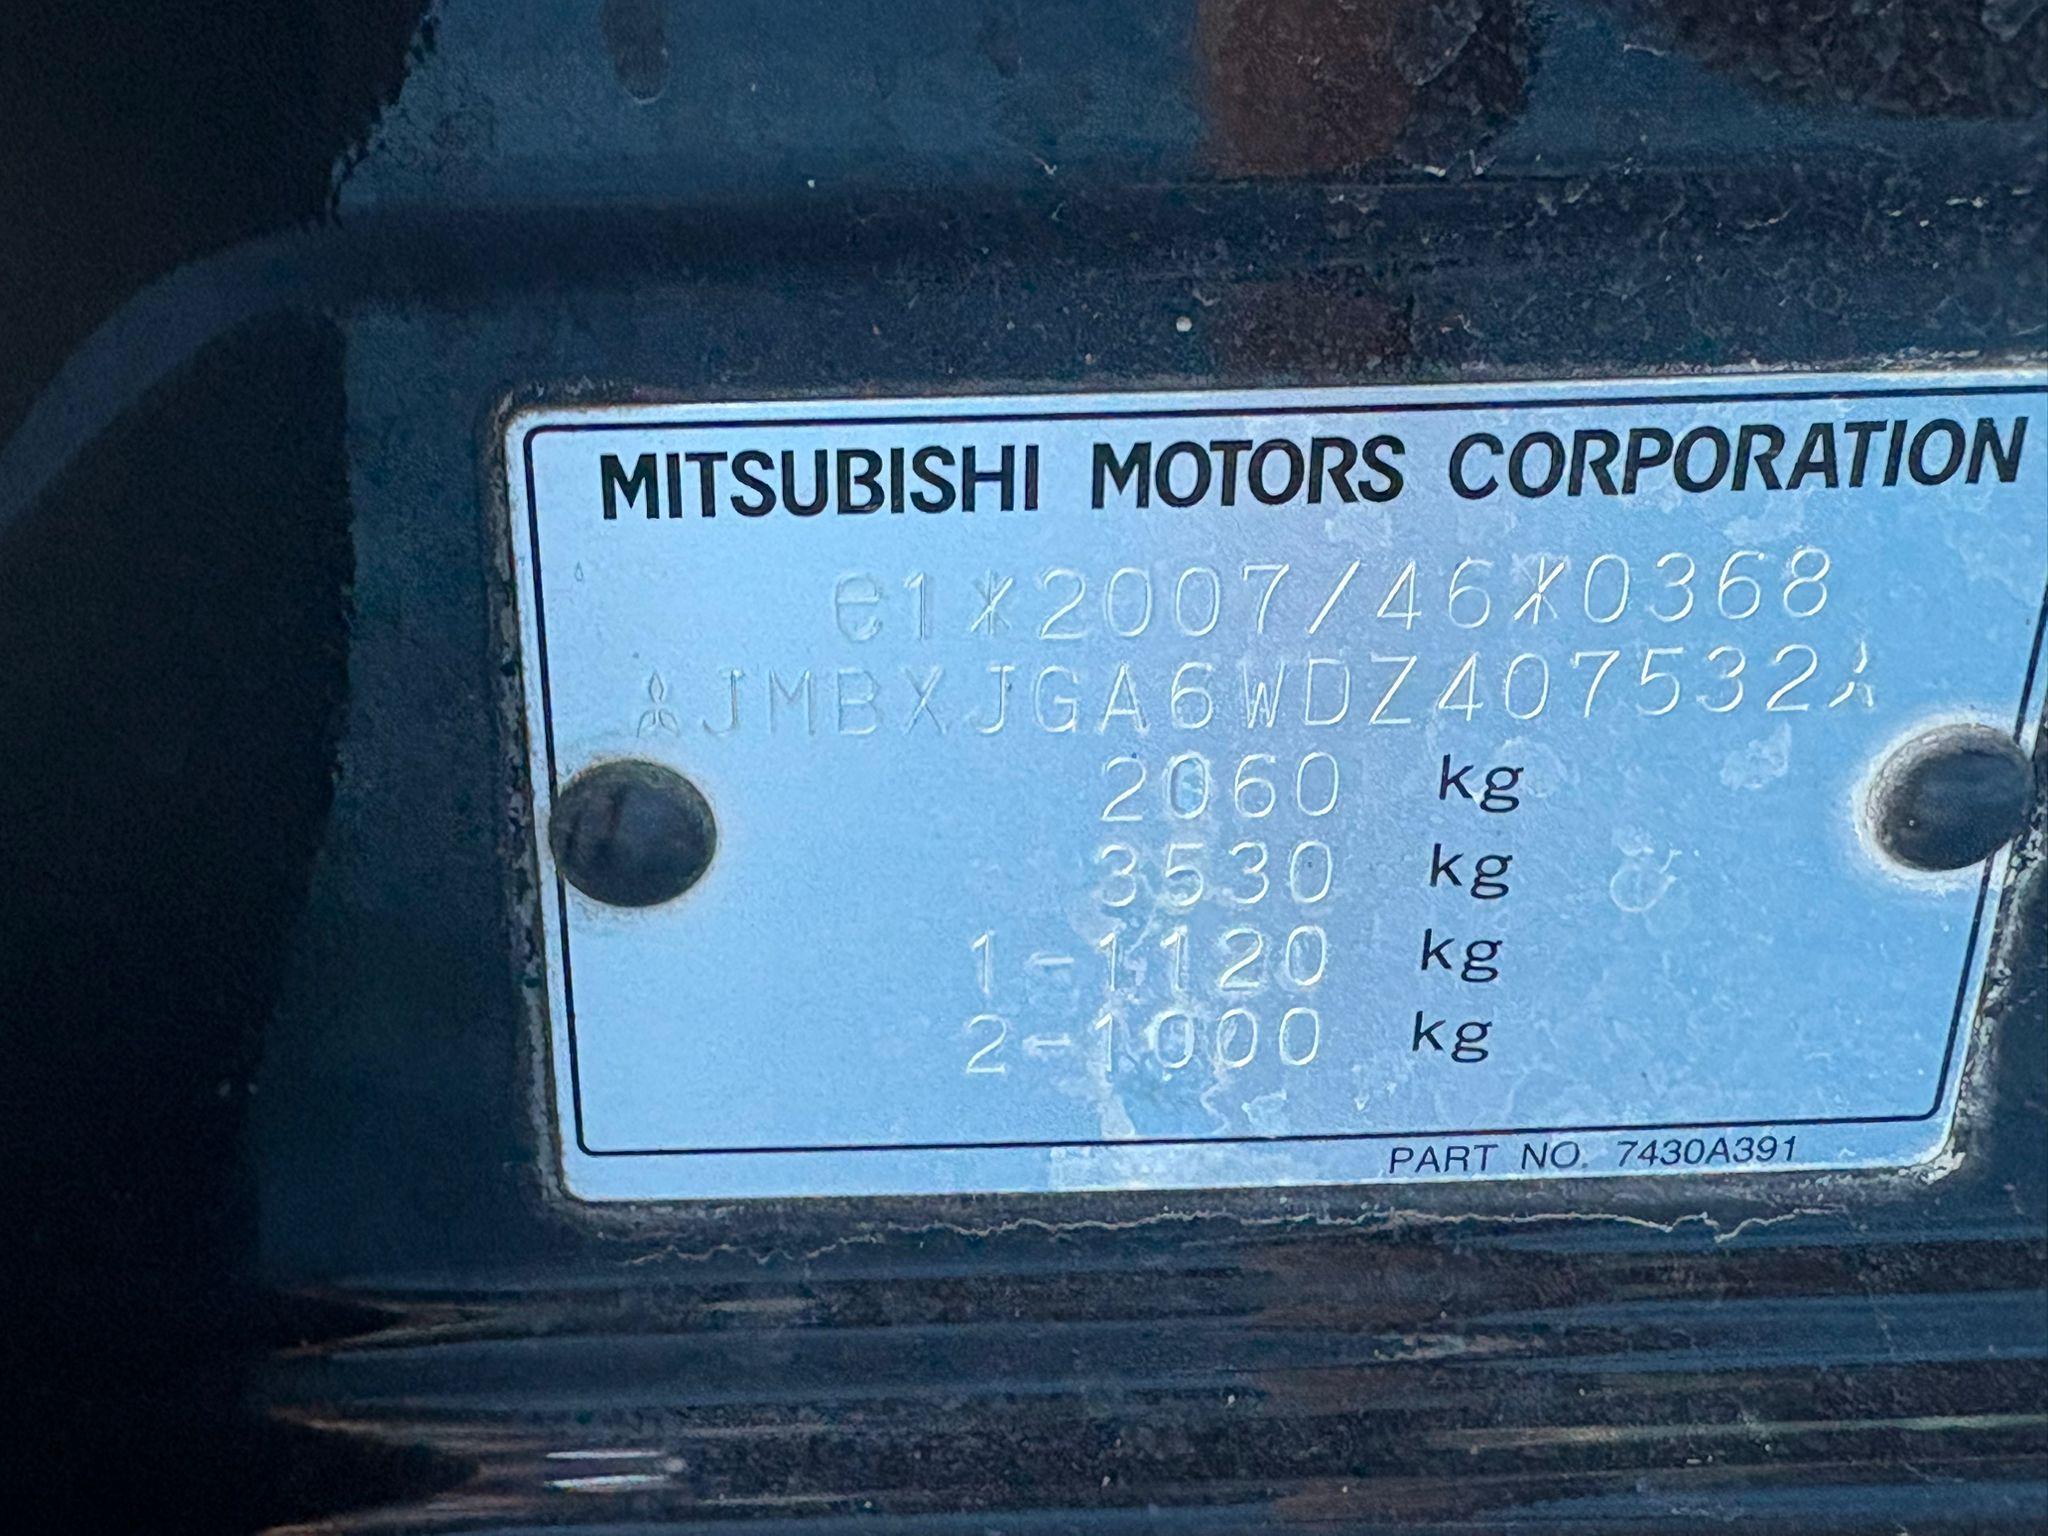 MITSUBISHI MOTORS CORPORATION
e1*2007/46*0368
JMBXJGA6WDZ407532
2060 kg
3530 kg
1-1120 kg
2-1000 kg
PART NO. 7430A391